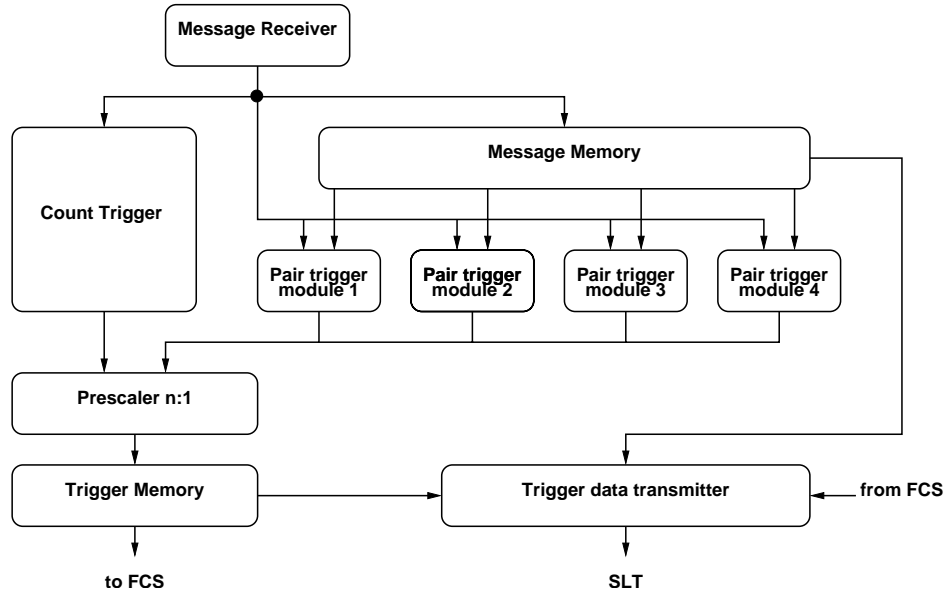 Message Receiver
Message Memory
Count Trigger
Pair trigger
module 1
Pair trigger
module 2
Pair trigger
module 3
Pair trigger
module 4
Prescaler n:1
Trigger Memory
Trigger data transmitter
from FCS
to FCS
SLT